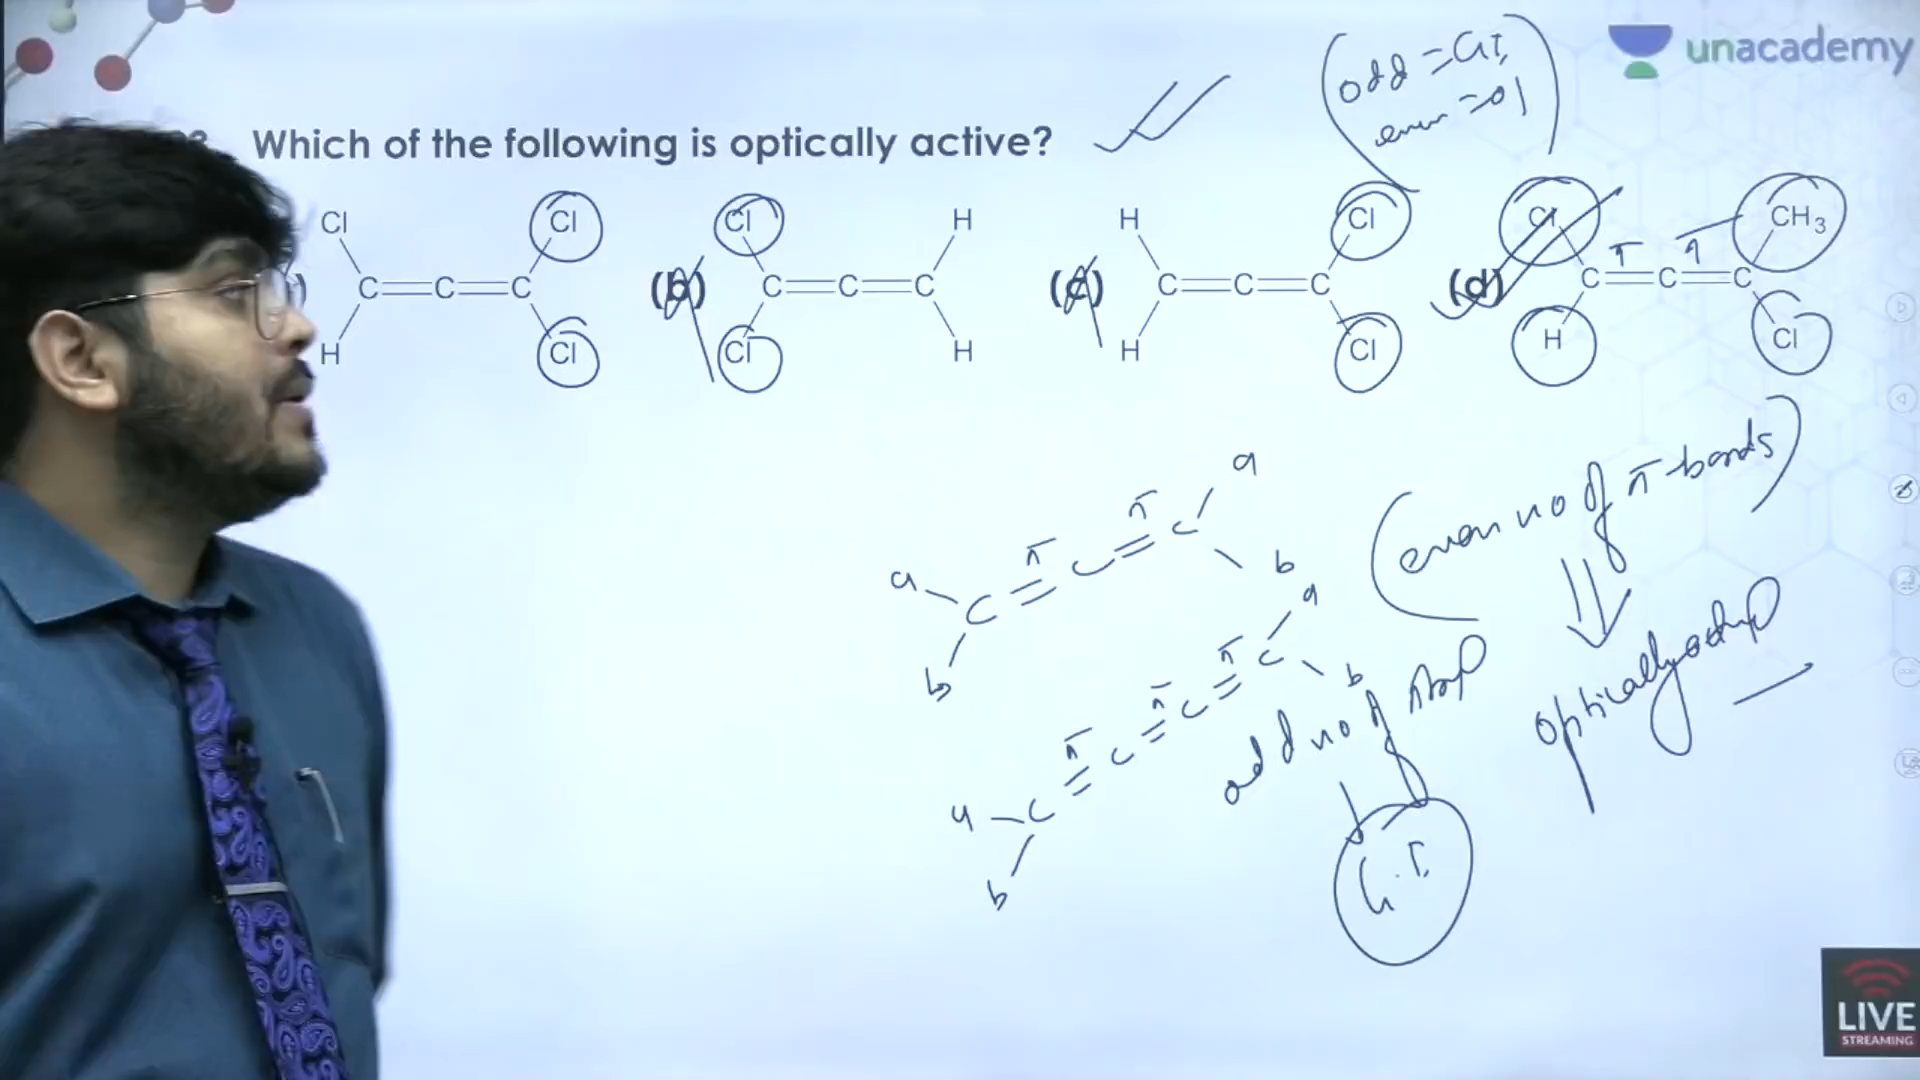 unacademy
odd = G.I.
even = OI
Which of the following is optically active?
Cl Cl
C=C=C
H Cl
(b) Cl H
C=C=C
Cl H
(c) H Cl
C=C=C
H Cl
(d) Cl CH3
π π
C=C=C
H Cl
(even no of π-bonds)
optically active
a C=C=C a
π π
b b
a C=C=C=C a
π π π
b b
odd no of
G.I.
LIVE
STREAMING